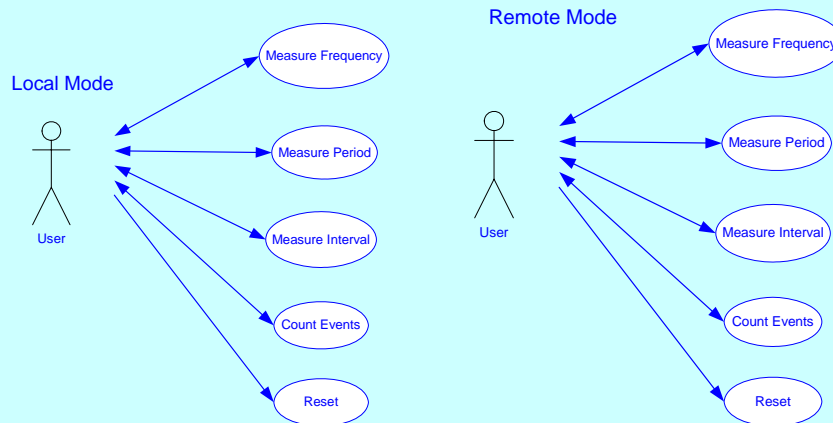 Local Mode
User
Measure Frequency
Measure Period
Measure Interval
Count Events
Reset
Remote Mode
User
Measure Frequency
Measure Period
Measure Interval
Count Events
Reset